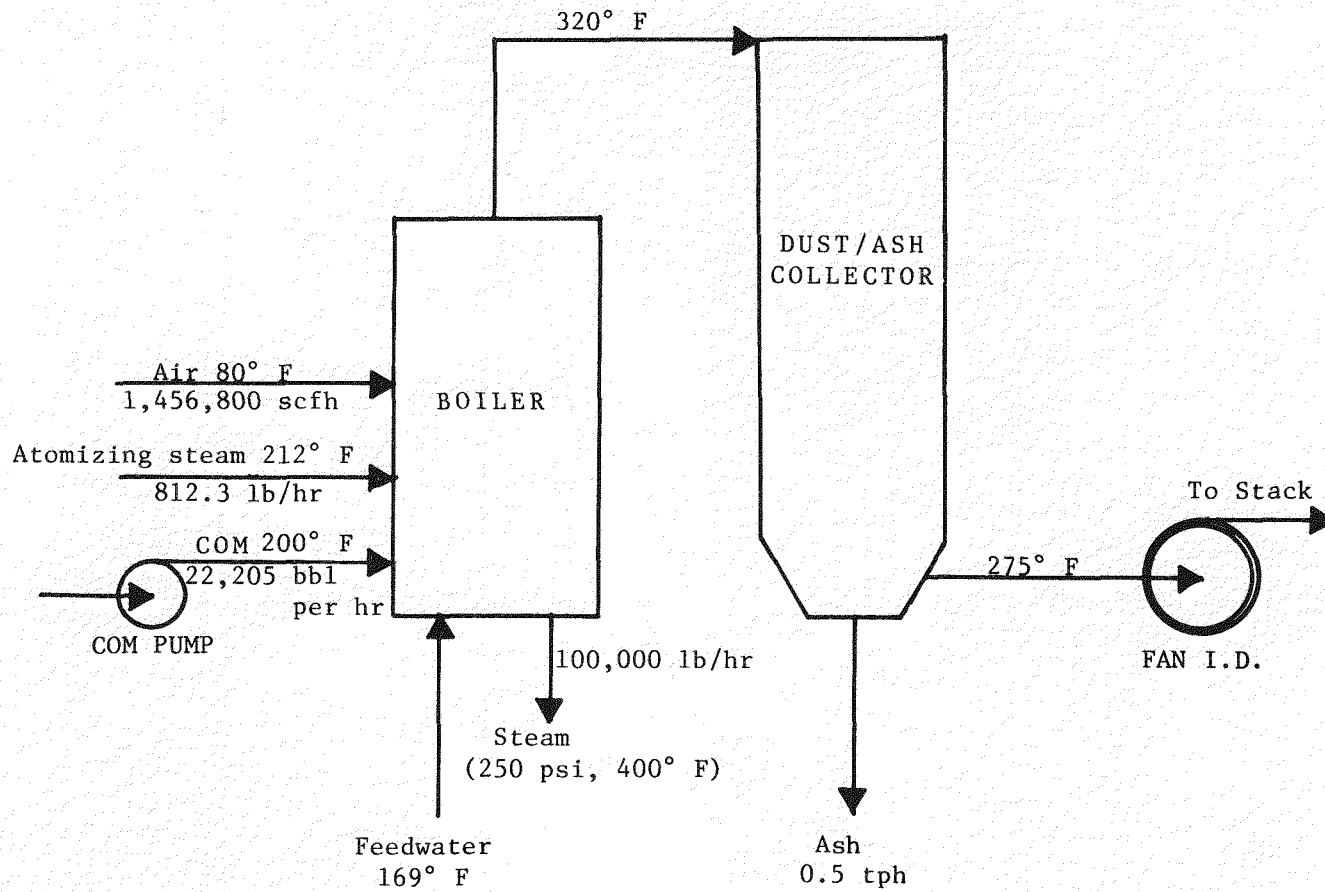 320° F
DUST/ASH
COLLECTOR
Air 80° F
1,456,800 scfh
BOILER
Atomizing steam 212° F
812.3 lb/hr
To Stack
COM 200° F
22,205 bbl
per hr
275° F
COM PUMP
FAN I.D.
100,000 lb/hr
Steam
(250 psi, 400° F)
Feedwater
169° F
Ash
0.5 tph